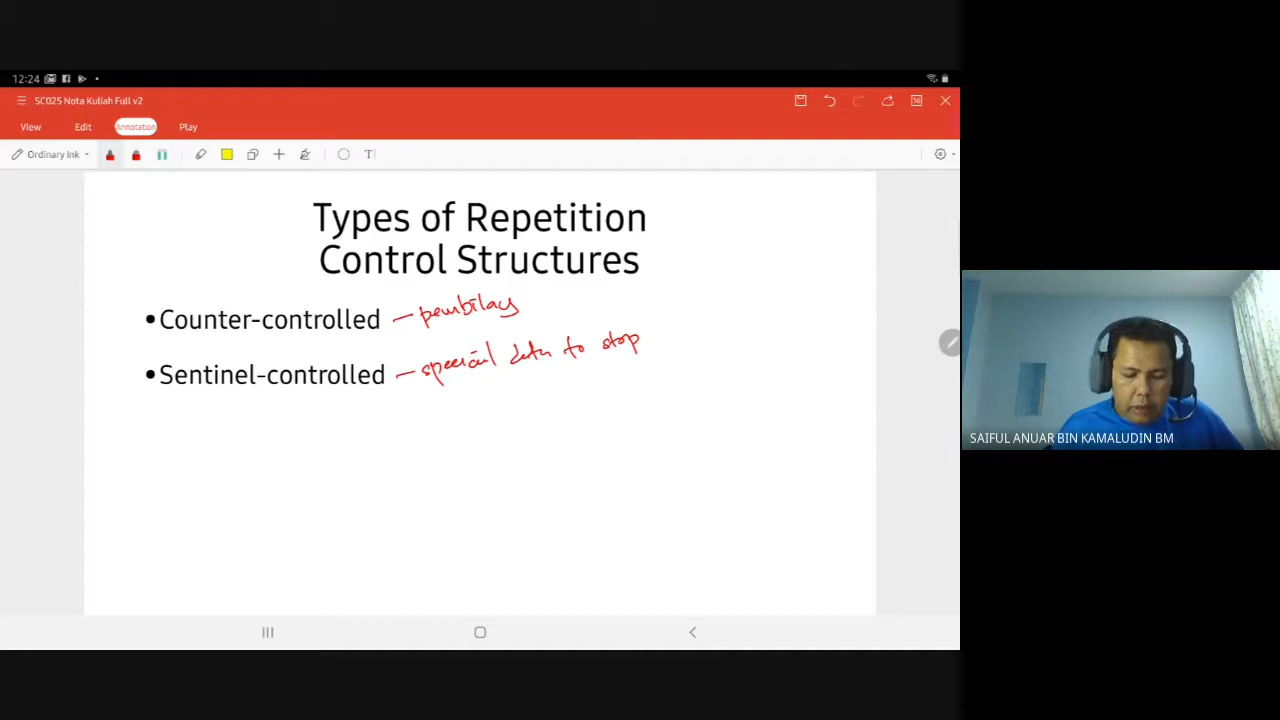 12:24
SC025 Nota Kuliah Full v2
16
View Edit Annotation Play
Ordinary Ink T
Types of Repetition
Control Structures
•Counter-controlled – pembilang
•Sentinel-controlled – special data to stop
SAIFUL ANUAR BIN KAMALUDIN BM